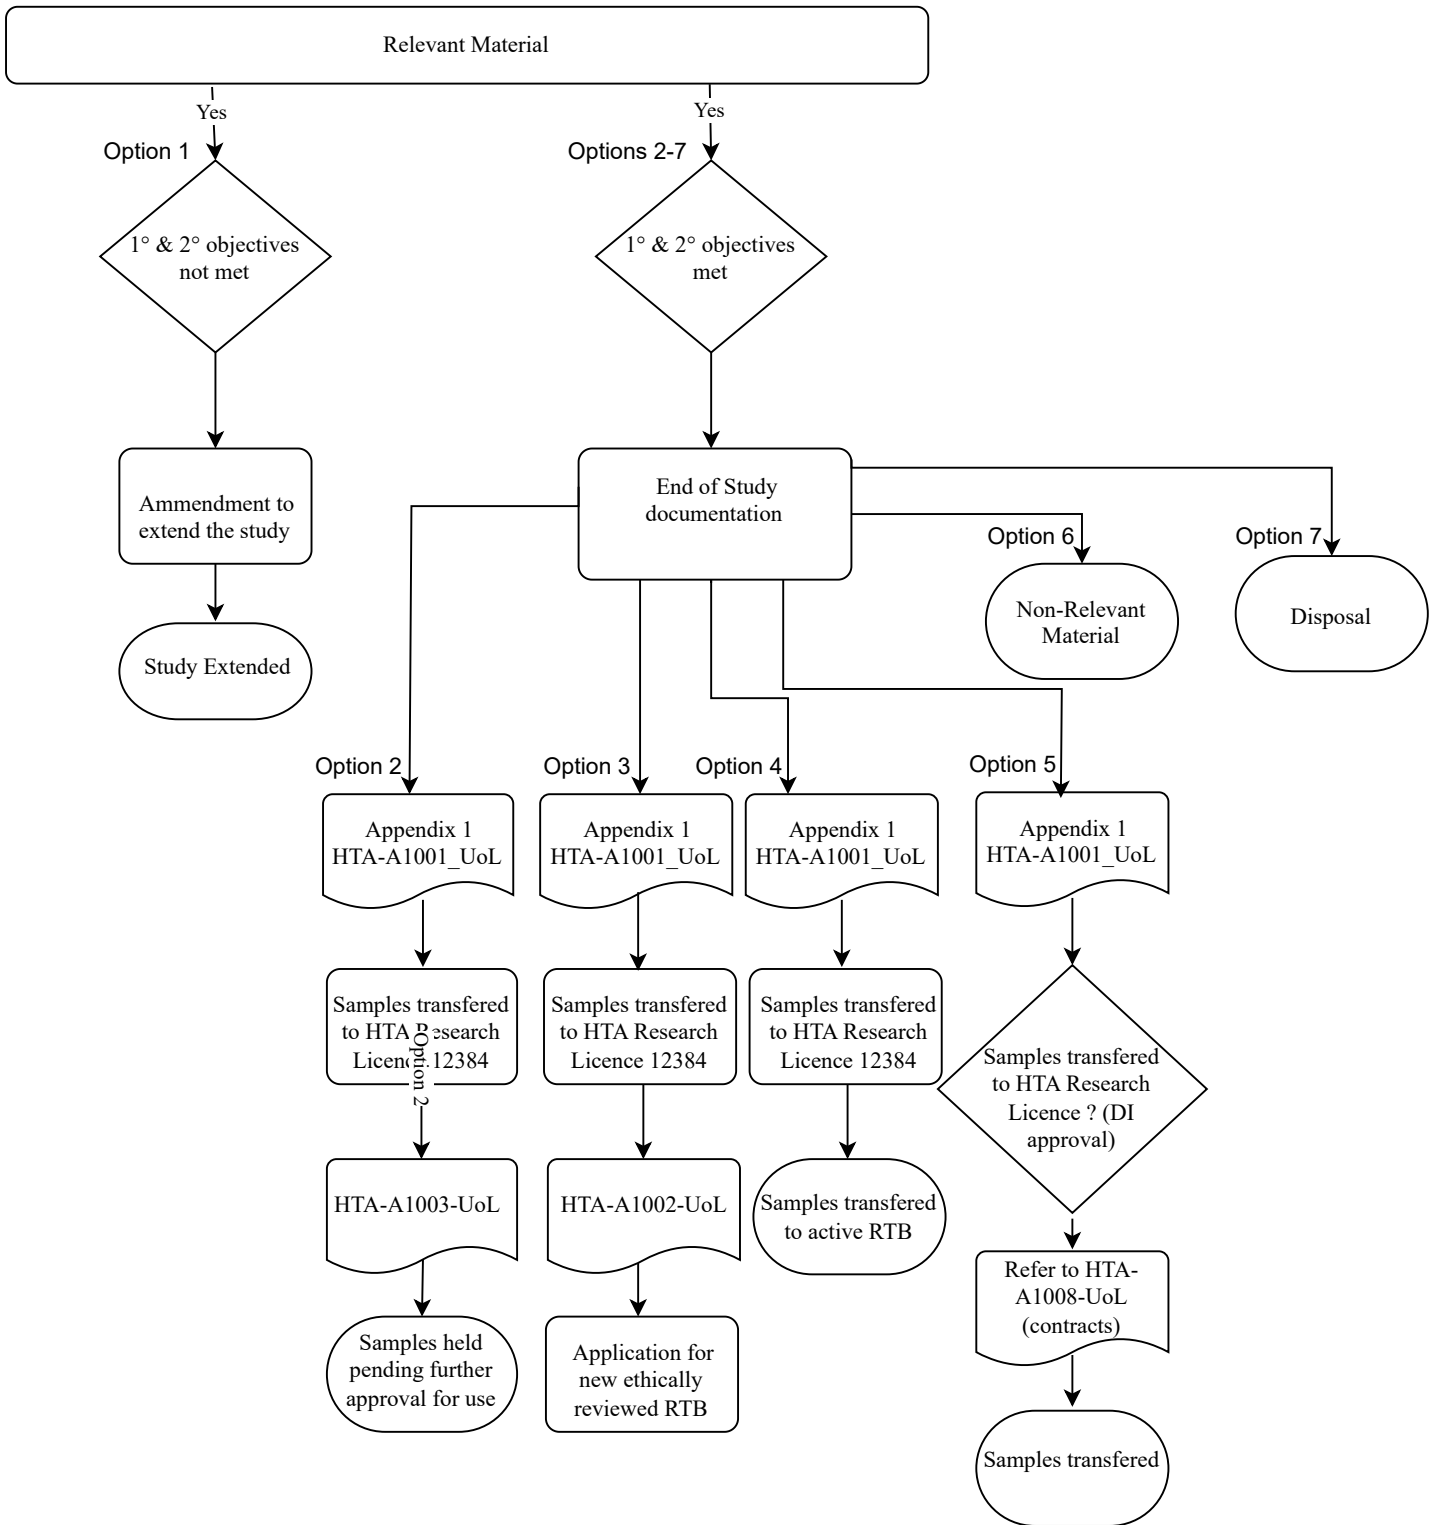 Relevant Material
Yes
Yes
Option 1
Options 2-7
1° & 2° objectives
not met
1° & 2° objectives
met
Ammendment to
extend the study
End of Study
documentation
Option 6
Option 7
Non-Relevant
Material
Disposal
Study Extended
Option 2
Option 3
Option 4
Option 5
Appendix 1
HTA-A1001_UoL
Appendix 1
HTA-A1001_UoL
Appendix 1
HTA-A1001_UoL
Appendix 1
HTA-A1001_UoL
Samples transfered
to HTA Research
Licence 12384
Option 2
Samples transfered
to HTA Research
Licence 12384
Samples transfered
to HTA Research
Licence 12384
Samples transfered
to HTA Research
Licence ? (DI
approval)
HTA-A1003-UoL
HTA-A1002-UoL
Samples transfered
to active RTB
Refer to HTA-
A1008-UoL
(contracts)
Samples held
pending further
approval for use
Application for
new ethically
reviewed RTB
Samples transfered